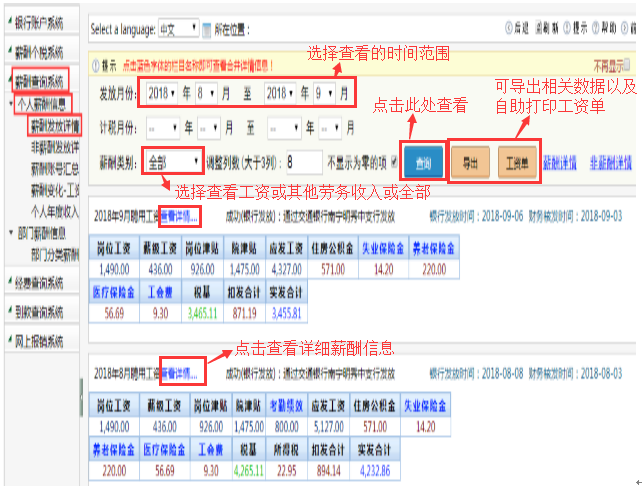 银行账户系统
薪酬个税系统
薪酬查询系统
个人薪酬信息
薪酬发放详情
非薪酬发放详
薪酬账号汇总
薪酬变化-工资
个人年度收入
部门薪酬信息
部门分类薪酬
经费查询系统
到款查询系统
网上报销系统
Select a language: 中文 所在位置:
后退 刷新 提示 帮助
选择查看的时间范围
提示 点击蓝色字体的栏目名称即可查看合并详情信息！ 不再显示
发放月份: 2018 年 8 月 至 2018 年 9 月
可导出相关数据以及
自助打印工资单
点击此处查看
计税月份: -- 年 -- 月 至 -- 年 -- 月
薪酬类别: 全部 调整列数(大于3列): 8 不显示为零的项 查询 导出 工资单 薪酬详情 非薪酬详情
选择查看工资或其他劳务收入或全部
2018年9月聘用工资查看详情... 成功(银行发放)：通过交通银行南宁明秀中支行发放 银行发放时间：2018-09-06 财务核发时间：2018-09-03
岗位工资 薪级工资 岗位津贴 院津贴 应发工资 住房公积金 失业保险金 养老保险金
1,490.00 436.00 926.00 1,475.00 4,327.00 571.00 14.20 220.00
医疗保险金 工会费 税基 扣发合计 实发合计
56.69 9.30 3,465.11 871.19 3,455.81
点击查看详细薪酬信息
2018年8月聘用工资查看详情... 成功(银行发放)：通过交通银行南宁明秀中支行发放 银行发放时间：2018-08-08 财务核发时间：2018-08-03
岗位工资 薪级工资 岗位津贴 院津贴 考勤绩效 应发工资 住房公积金 失业保险金
1,490.00 436.00 926.00 1,475.00 800.00 5,127.00 571.00 14.20
养老保险金 医疗保险金 工会费 税基 所得税 扣发合计 实发合计
220.00 56.69 9.30 4,265.11 22.95 894.14 4,232.86